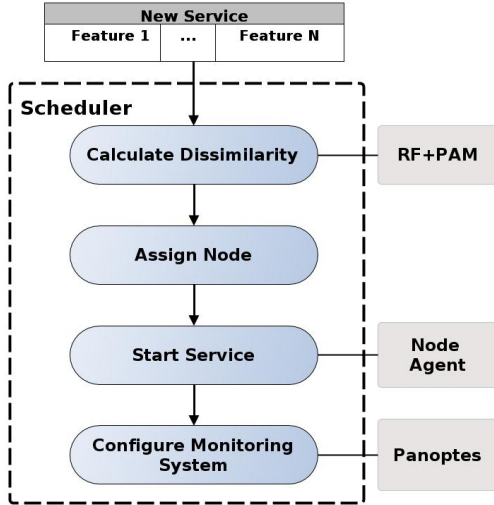 New Service
Feature 1 ... Feature N
Scheduler
Calculate Dissimilarity
RF+PAM
Assign Node
Start Service
Node
Agent
Configure Monitoring
System
Panoptes